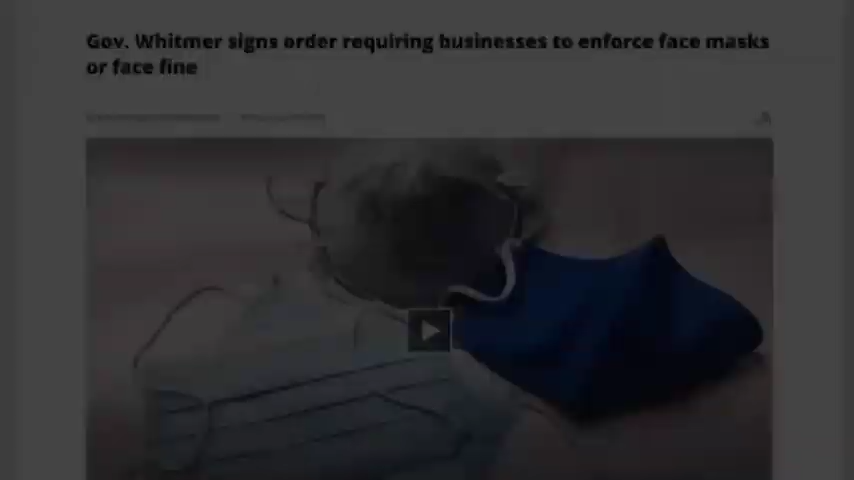 Gov. Whitmer signs order requiring businesses to enforce face masks
or face fine